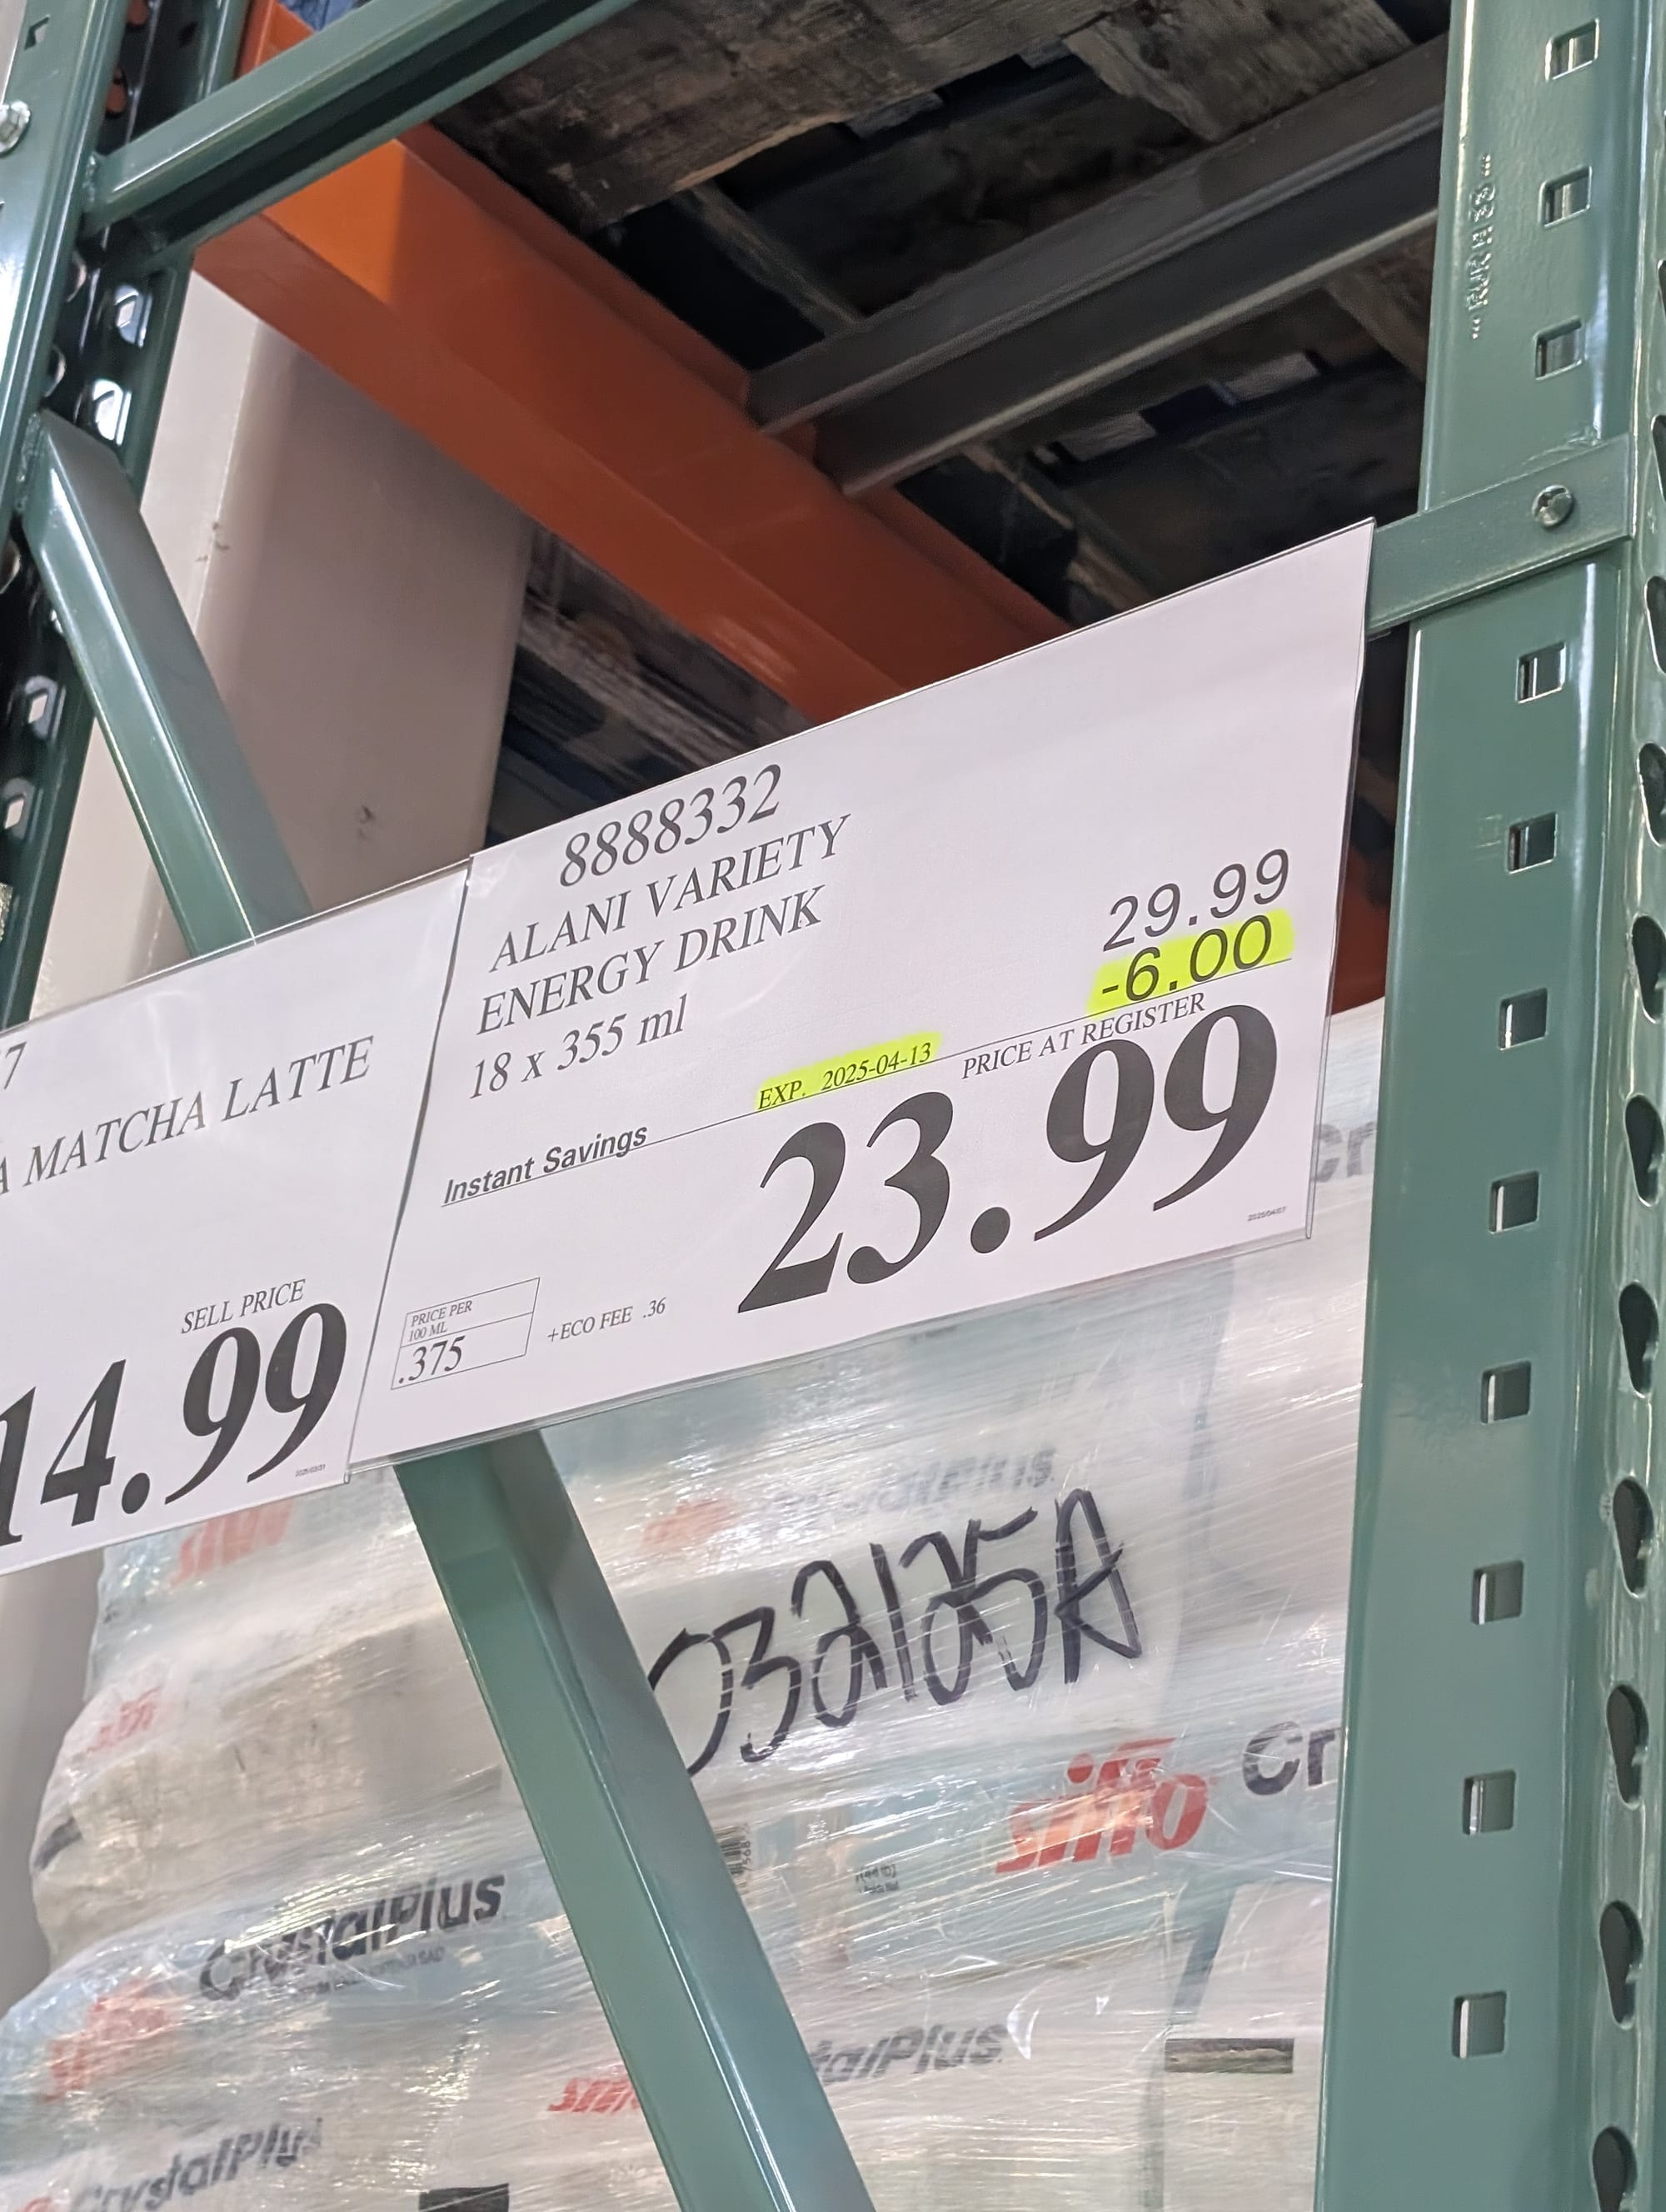 8888332
ALANI VARIETY
ENERGY DRINK
18 x 355 ml
29.99
-6.00
EXP. 2025-04-13
PRICE AT REGISTER
Instant Savings
23.99
PRICE PER
100 ML
.375
+ECO FEE .36
7
A MATCHA LATTE
SELL PRICE
14.99
032125A
sifto
Cr
CrystalPlus
talPlus
CrystalPlus